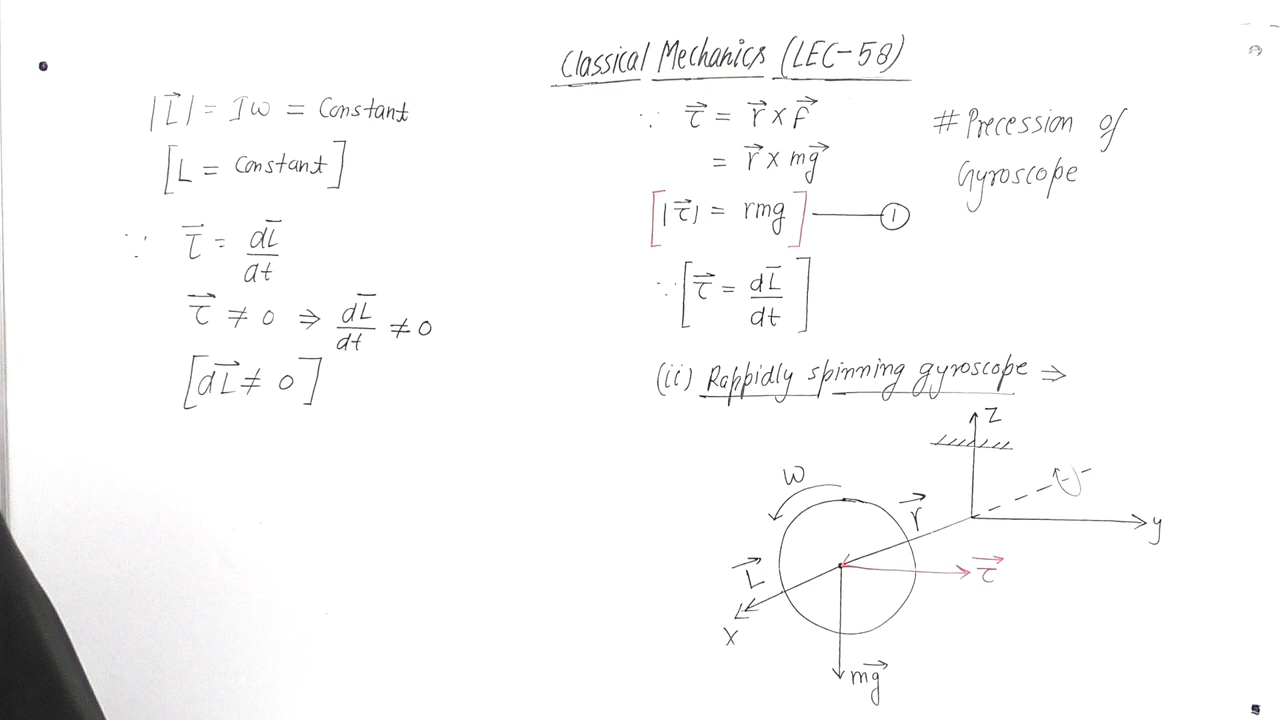 Classical Mechanics (LEC-58)
|L⃗| = Iω = Constant
[L = Constant]
∵ τ⃗ = dL̅/dt
τ⃗ ≠ 0 ⇒ dL̅/dt ≠ 0
[dL⃗ ≠ 0]
∵ τ⃗ = r⃗ × F⃗
= r⃗ × mg⃗
[|τ⃗| = rmg] — ①
∵ [τ⃗ = dL̅/dt]
# Precession of
Gyroscope
(ii) Rappidly spinning gyroscope ⇒
z
ω
r⃗
y
L⃗
τ⃗
x
mg⃗